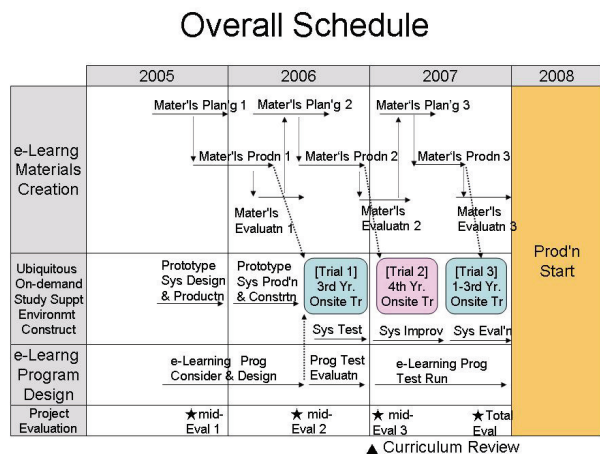 Overall Schedule
2005 2006 2007 2008
e-Learng
Materials
Creation
Mater'ls Plan'g 1
Mater'ls Plan'g 2
Mater'ls Plan'g 3
Mater'ls Prodn 1
Mater'ls Prodn 2
Mater'ls Prodn 3
Mater'ls
Evaluatn 1
Mater'ls
Evaluatn 2
Mater'ls
Evaluatn 3
Ubiquitous
On-demand
Study Suppt
Environmt
Construct
Prototype
Sys Design
& Productn
Prototype
Sys Prod'n
& Constrtn
[Trial 1]
3rd Yr.
Onsite Tr
[Trial 2]
4th Yr.
Onsite Tr
[Trial 3]
1-3rd Yr.
Onsite Tr
Sys Test
Sys Improv
Sys Eval'n
Prod'n
Start
e-Learng
Program
Design
e-Learning Prog
Consider & Design
Prog Test
Evaluatn
e-Learning Prog
Test Run
Project
Evaluation
★mid-
Eval 1
★mid-
Eval 2
★mid-
Eval 3
★Total
Eval
▲ Curriculum Review